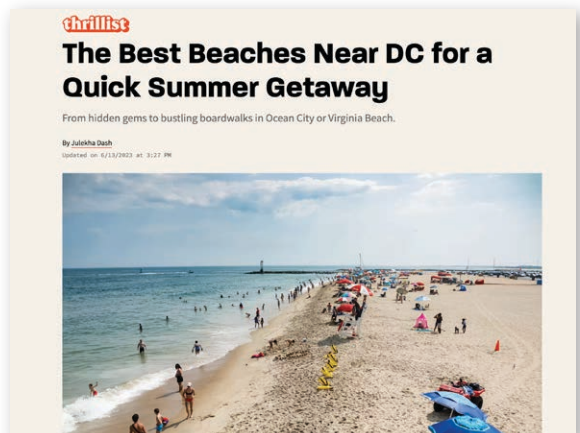 thrillist
The Best Beaches Near DC for a
Quick Summer Getaway
From hidden gems to bustling boardwalks in Ocean City or Virginia Beach.
By Julekha Dash
Updated on 6/13/2023 at 3:27 PM